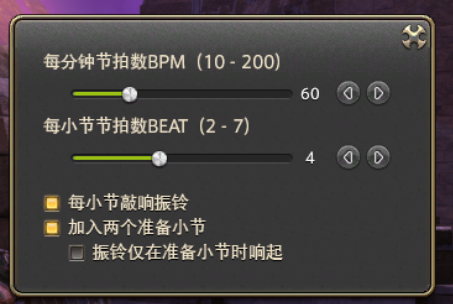 每分钟节拍数BPM（10 - 200）
60
每小节节拍数BEAT（2 - 7）
4
每小节敲响振铃
加入两个准备小节
振铃仅在准备小节时响起